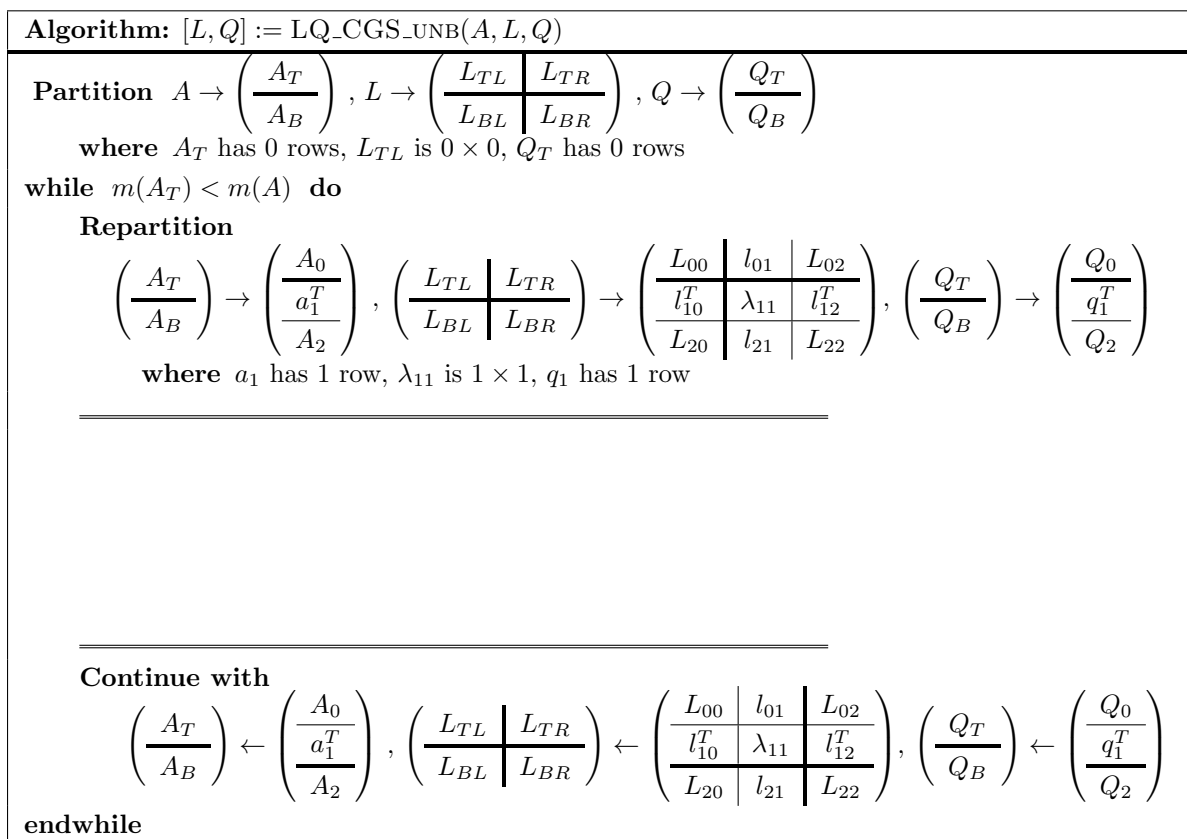 Algorithm: [L, Q] := LQ_CGS_UNB(A, L, Q)
Partition A → ( A_T / A_B ) , L → ( L_TL | L_TR / L_BL | L_BR ) , Q → ( Q_T / Q_B )
where A_T has 0 rows, L_TL is 0 × 0, Q_T has 0 rows
while m(A_T) < m(A) do
Repartition
( A_T / A_B ) → ( A_0 / a_1^T / A_2 ) , ( L_TL | L_TR / L_BL | L_BR ) → ( L_00 | l_01 | L_02 / l_10^T | λ_11 | l_12^T / L_20 | l_21 | L_22 ) , ( Q_T / Q_B ) → ( Q_0 / q_1^T / Q_2 )
where a_1 has 1 row, λ_11 is 1 × 1, q_1 has 1 row
Continue with
( A_T / A_B ) ← ( A_0 / a_1^T / A_2 ) , ( L_TL | L_TR / L_BL | L_BR ) ← ( L_00 | l_01 | L_02 / l_10^T | λ_11 | l_12^T / L_20 | l_21 | L_22 ) , ( Q_T / Q_B ) ← ( Q_0 / q_1^T / Q_2 )
endwhile